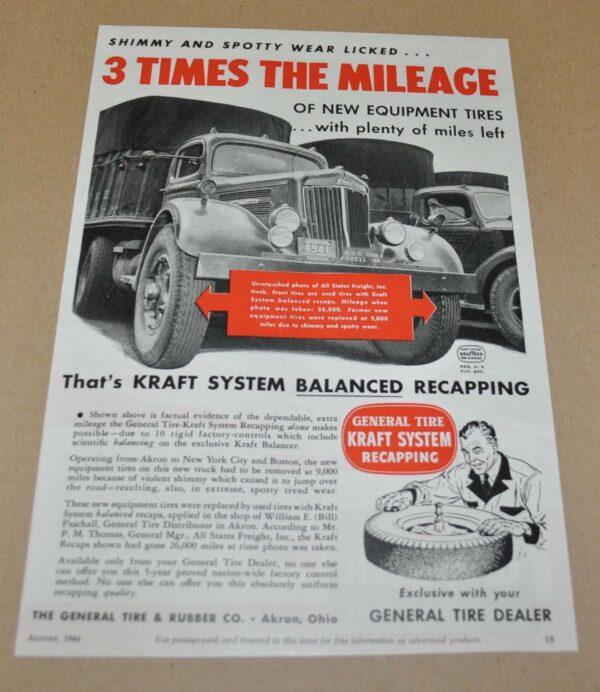 SHIMMY AND SPOTTY WEAR LICKED . . .
3 TIMES THE MILEAGE
OF NEW EQUIPMENT TIRES
...with plenty of miles left
6941
Unretouched photo of All States Freight, Inc.
truck. Front tires are used tires with Kraft
System balanced recaps. Mileage when
photo was taken: 26,000. Former new
equipment tires were replaced at 9,000
miles due to shimmy and spotty wear.
KRAFTREAD
REG. U. S.
PAT. OFF.
That's KRAFT SYSTEM BALANCED RECAPPING
• Shown above is factual evidence of the dependable, extra
mileage the General Tire-Kraft System Recapping alone makes
possible—due to 10 rigid factory-controls which include
scientific balancing on the exclusive Kraft Balancer.
Operating from Akron to New York City and Boston, the new
equipment tires on this new truck had to be removed at 9,000
miles because of violent shimmy which caused it to jump over
the road—resulting, also, in extreme, spotty tread wear.
These new equipment tires were replaced by used tires with Kraft
System balanced recaps, applied in the shop of William E. (Bill)
Paschall, General Tire Distributor in Akron. According to Mr.
P. M. Thomas, General Mgr., All States Freight, Inc., the Kraft
Recaps shown had gone 26,000 miles at time photo was taken.
Available only from your General Tire Dealer, no one else
can offer you this 5-year proved nation-wide factory control
method. No one else can offer you this absolutely uniform
recapping quality.
GENERAL TIRE
KRAFT SYSTEM
RECAPPING
Exclusive with your
GENERAL TIRE DEALER
THE GENERAL TIRE & RUBBER CO. • Akron, Ohio
August, 1944
Use postage-paid card inserted in this issue for free information on advertised products
19